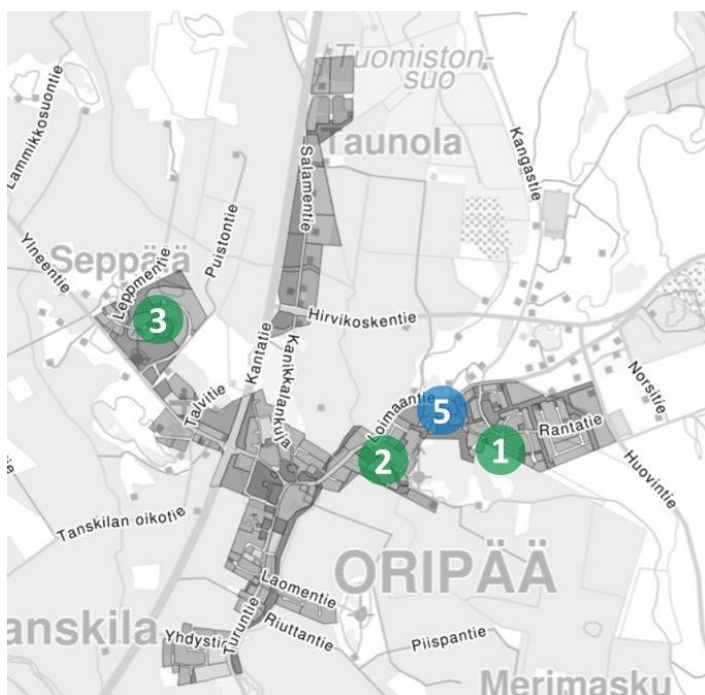 Tuomiston-
suo
Lammikkosuontie
Taunola
Kangastie
Salamentie
Puistontie
Ylneentie
Seppää
Leppmentie
3
Hirvikoskentie
Kantatie
Kanikkalankuja
Talvitie
Loimaantie
5
Norsitie
Rantatie
1
2
Huovintie
Tanskilan oikotie
ORIPÄÄ
Laomentie
anskila
Yhdystie
Turuntie
Riuttantie
Piispantie
Merimasku